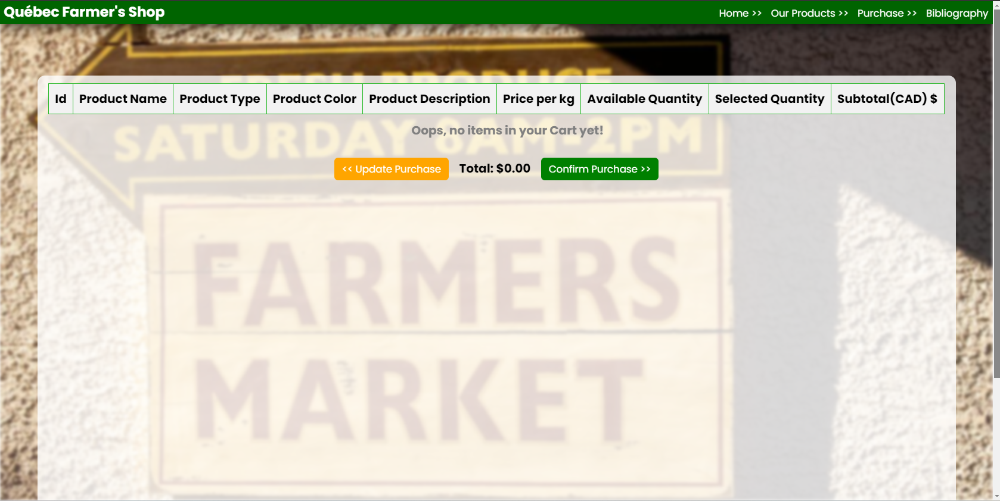 Québec Farmer's Shop Home >> Our Products >> Purchase >> Bibliography
FRESH PRODUCE
Id Product Name Product Type Product Color Product Description Price per kg Available Quantity Selected Quantity Subtotal(CAD) $
SATURDAY 8AM-2PM
Oops, no items in your Cart yet!
<< Update Purchase Total: $0.00 Confirm Purchase >>
FARMERS
MARKET